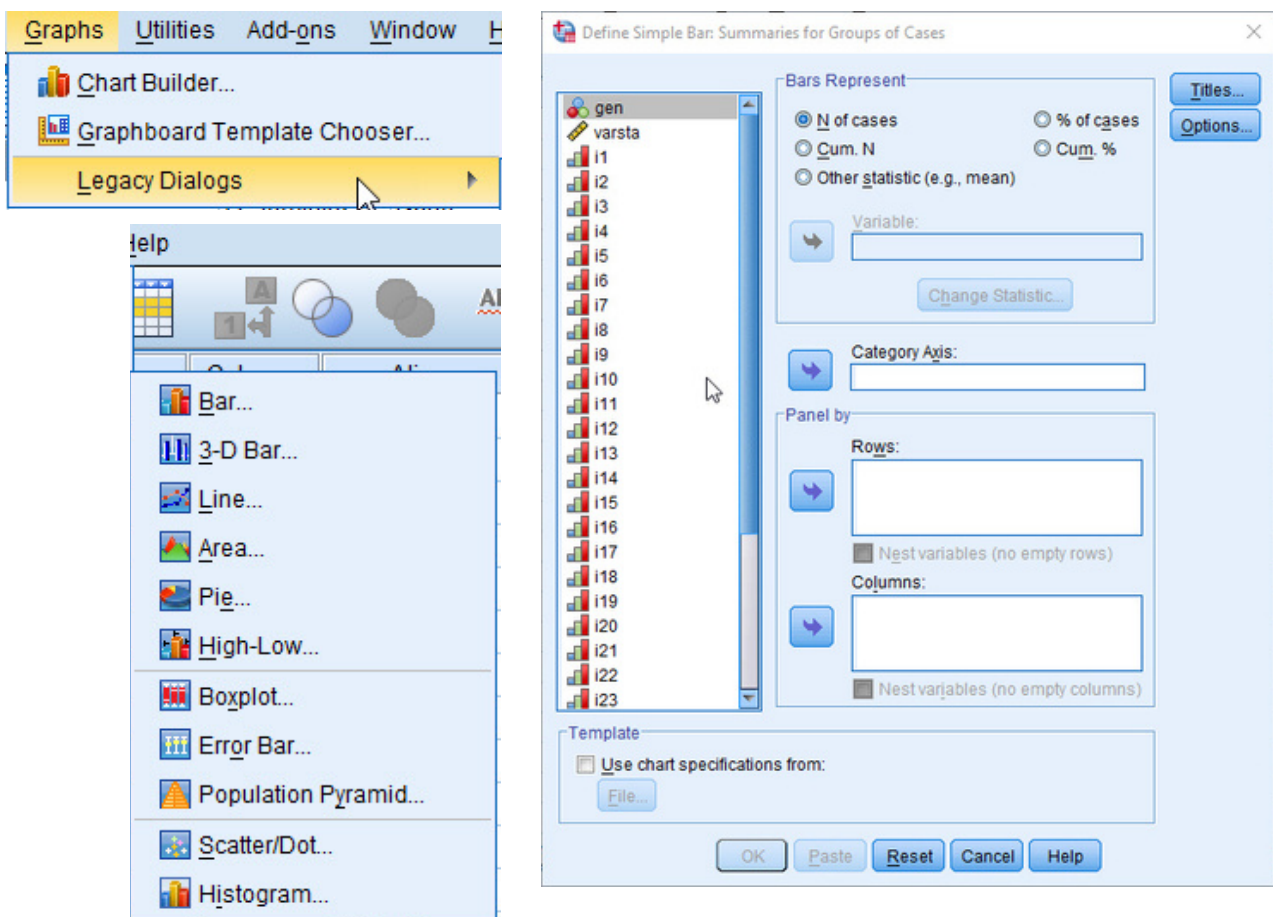 Graphs Utilities Add-ons Window H
Chart Builder...
Graphboard Template Chooser...
Legacy Dialogs
Help
A
1
Bar...
3-D Bar...
Line...
Area...
Pie...
High-Low...
Boxplot...
Error Bar...
Population Pyramid...
Scatter/Dot...
Histogram...
Define Simple Bar: Summaries for Groups of Cases
gen
varsta
i1
i2
i3
i4
i5
i6
i7
i8
i9
i10
i11
i12
i13
i14
i15
i16
i17
i18
i19
i20
i21
i22
i23
Bars Represent
N of cases % of cases
Cum. N Cum. %
Other statistic (e.g., mean)
Variable:
Change Statistic...
Category Axis:
Panel by
Rows:
Nest variables (no empty rows)
Columns:
Nest variables (no empty columns)
Titles...
Options...
Template
Use chart specifications from:
File...
OK Paste Reset Cancel Help